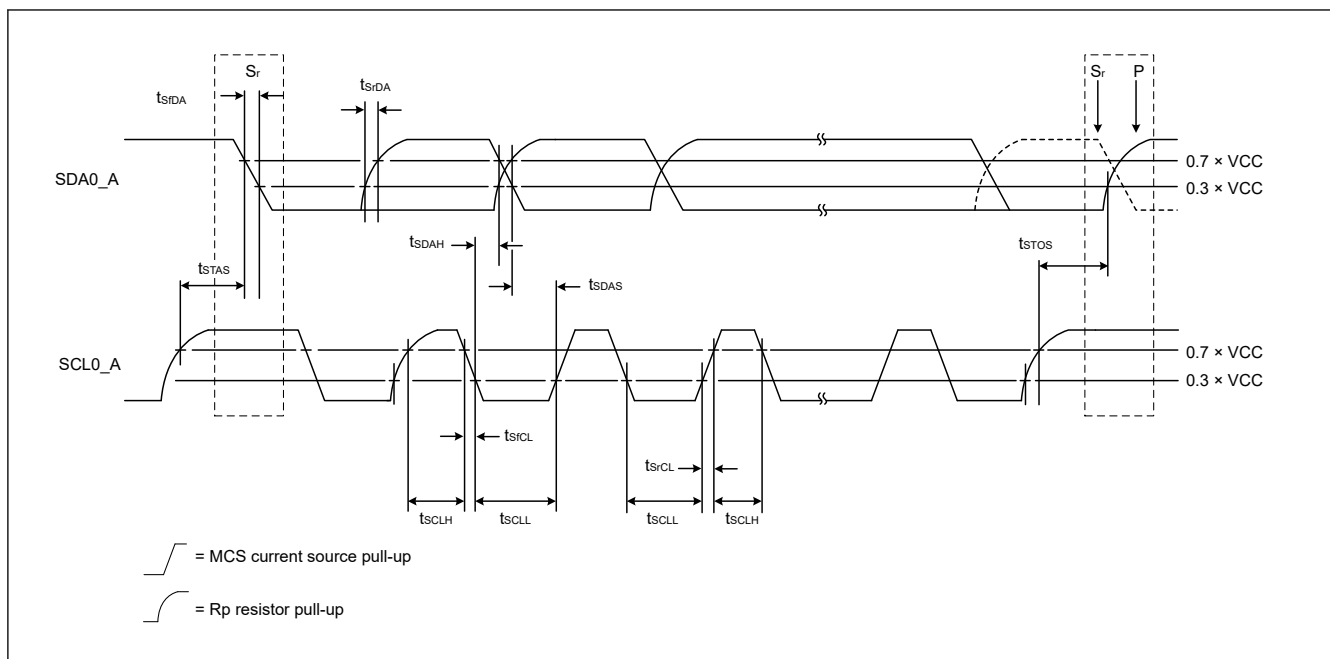 Sr
tSrDA
Sr P
tSfDA
0.7 × VCC
SDA0_A
0.3 × VCC
tSDAH
tSTOS
tSTAS
tSDAS
SCL0_A
0.7 × VCC
0.3 × VCC
tSfCL
tSrCL
tSCLH tSCLL tSCLL tSCLH
= MCS current source pull-up
= Rp resistor pull-up